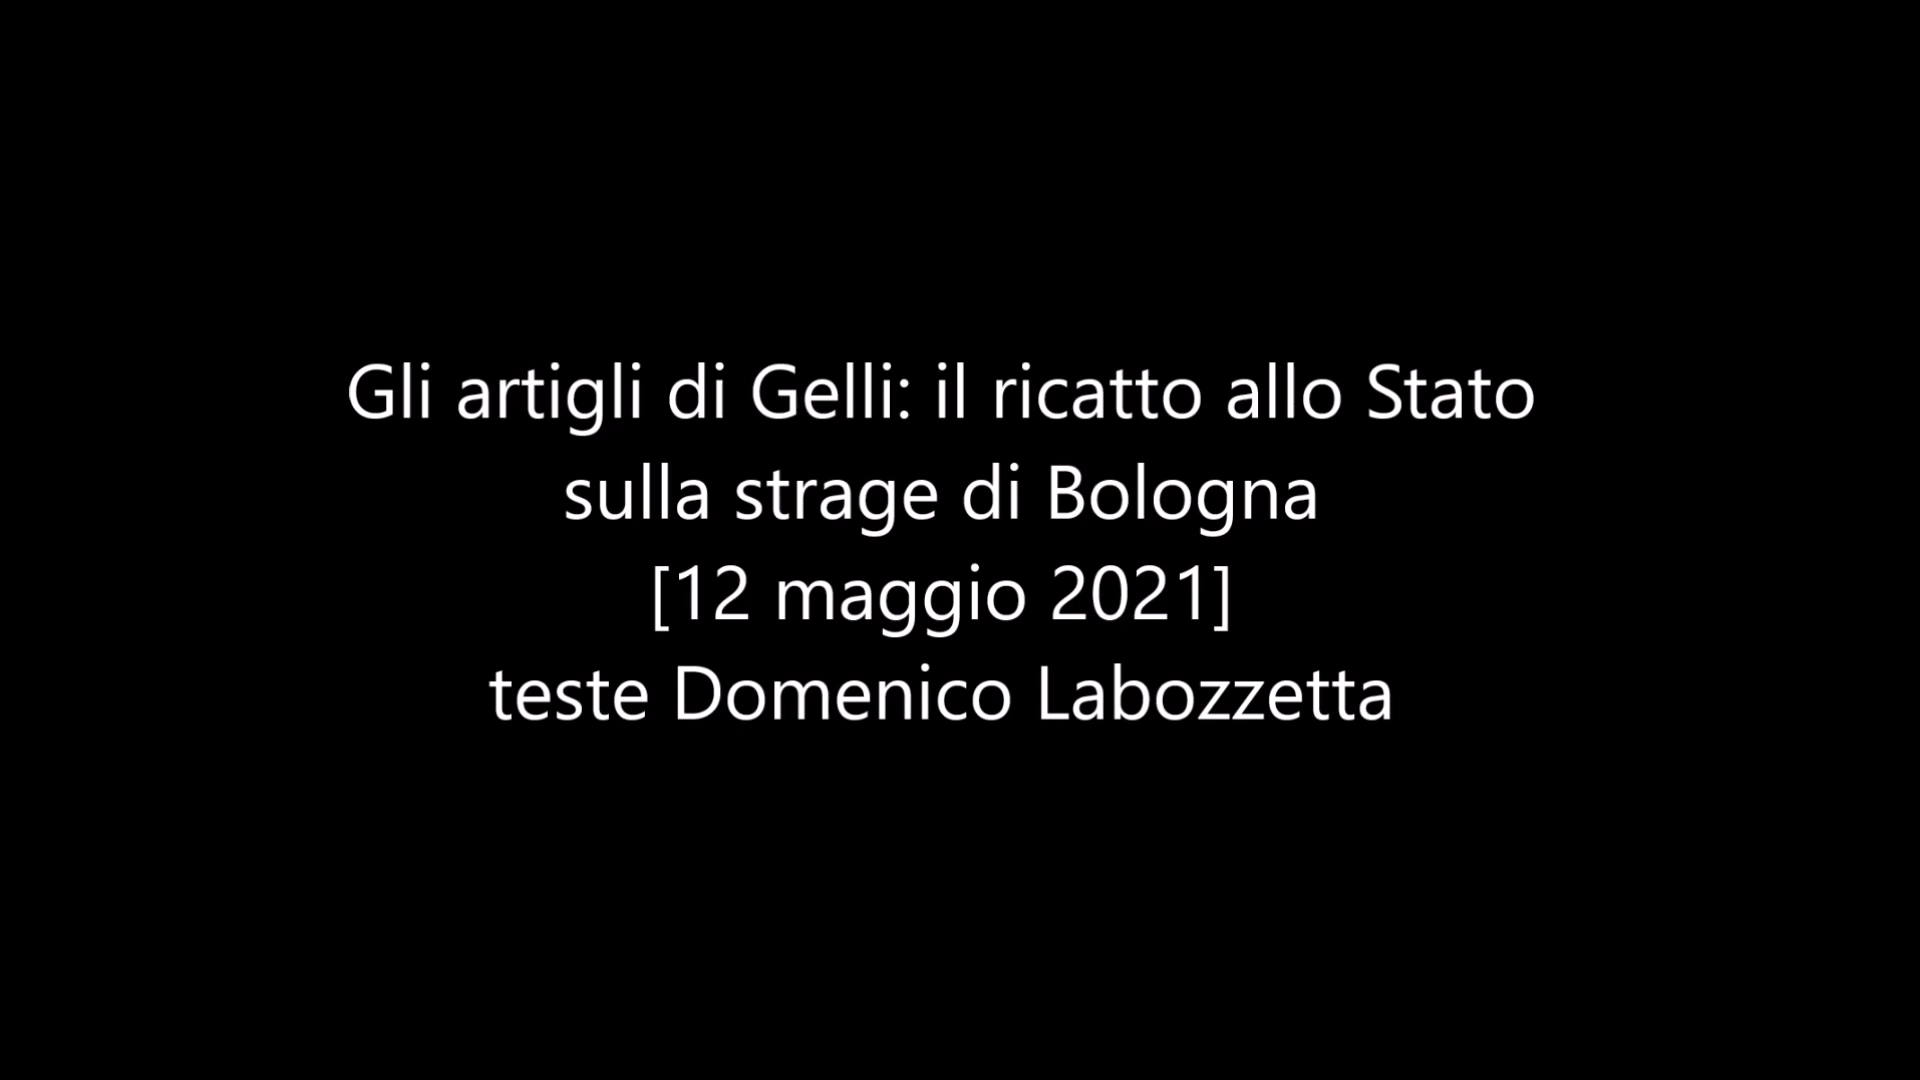 Gli artigli di Gelli: il ricatto allo Stato
sulla strage di Bologna
[12 maggio 2021]
teste Domenico Labozzetta